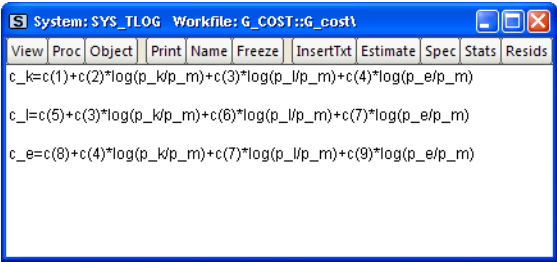 S System: SYS_TLOG Workfile: G_COST::G_cost\
View Proc Object Print Name Freeze InsertTxt Estimate Spec Stats Resids
c_k=c(1)+c(2)*log(p_k/p_m)+c(3)*log(p_l/p_m)+c(4)*log(p_e/p_m)
c_l=c(5)+c(3)*log(p_k/p_m)+c(6)*log(p_l/p_m)+c(7)*log(p_e/p_m)
c_e=c(8)+c(4)*log(p_k/p_m)+c(7)*log(p_l/p_m)+c(9)*log(p_e/p_m)